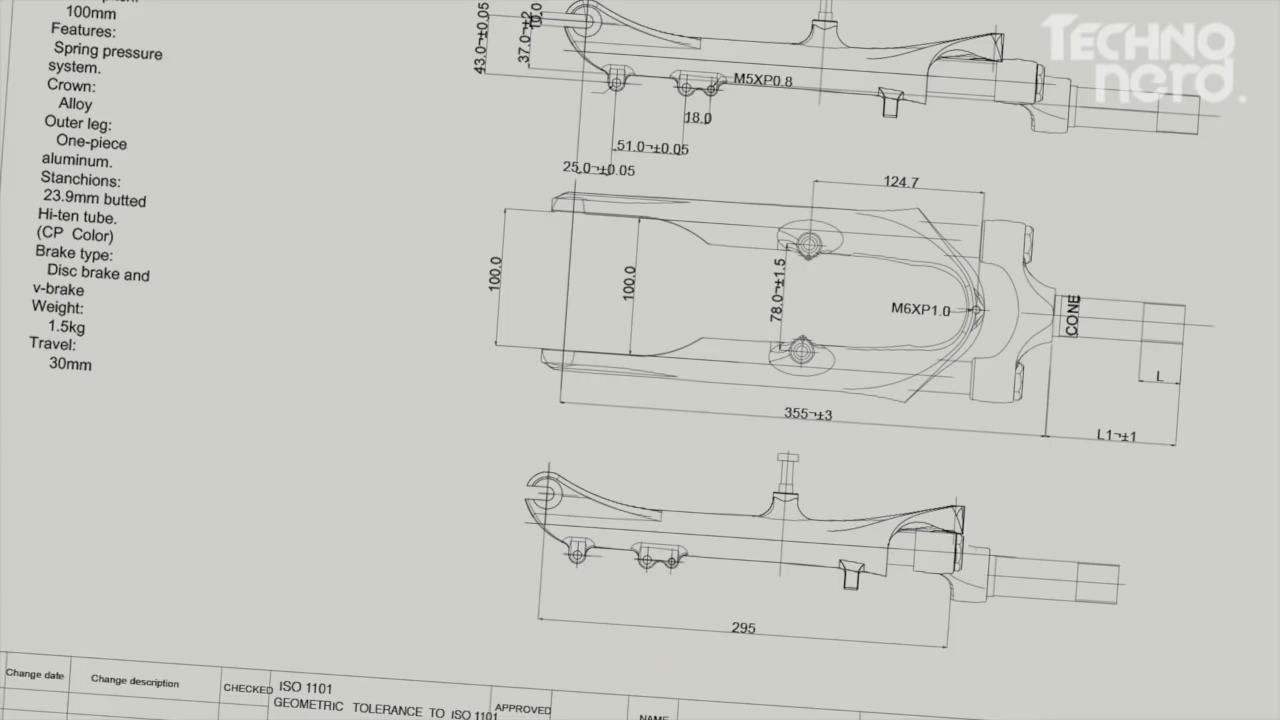 100mm
Features:
Spring pressure
system.
Crown:
Alloy
Outer leg:
One-piece
aluminum.
Stanchions:
23.9mm butted
Hi-ten tube.
(CP Color)
Brake type:
Disc brake and
v-brake
Weight:
1.5kg
Travel:
30mm
43.0¬±0.05
37.0¬±2
10.0
M5XP0.8
18.0
51.0¬±0.05
25.0¬±0.05
TECHNO
nerd.
124.7
100.0
100.0
78.0¬±1.5
M6XP1.0
CONE
L
355¬±3
L1¬±1
295
Change date
Change description
CHECKED
ISO 1101
GEOMETRIC TOLERANCE TO ISO 1101
APPROVED
NAME